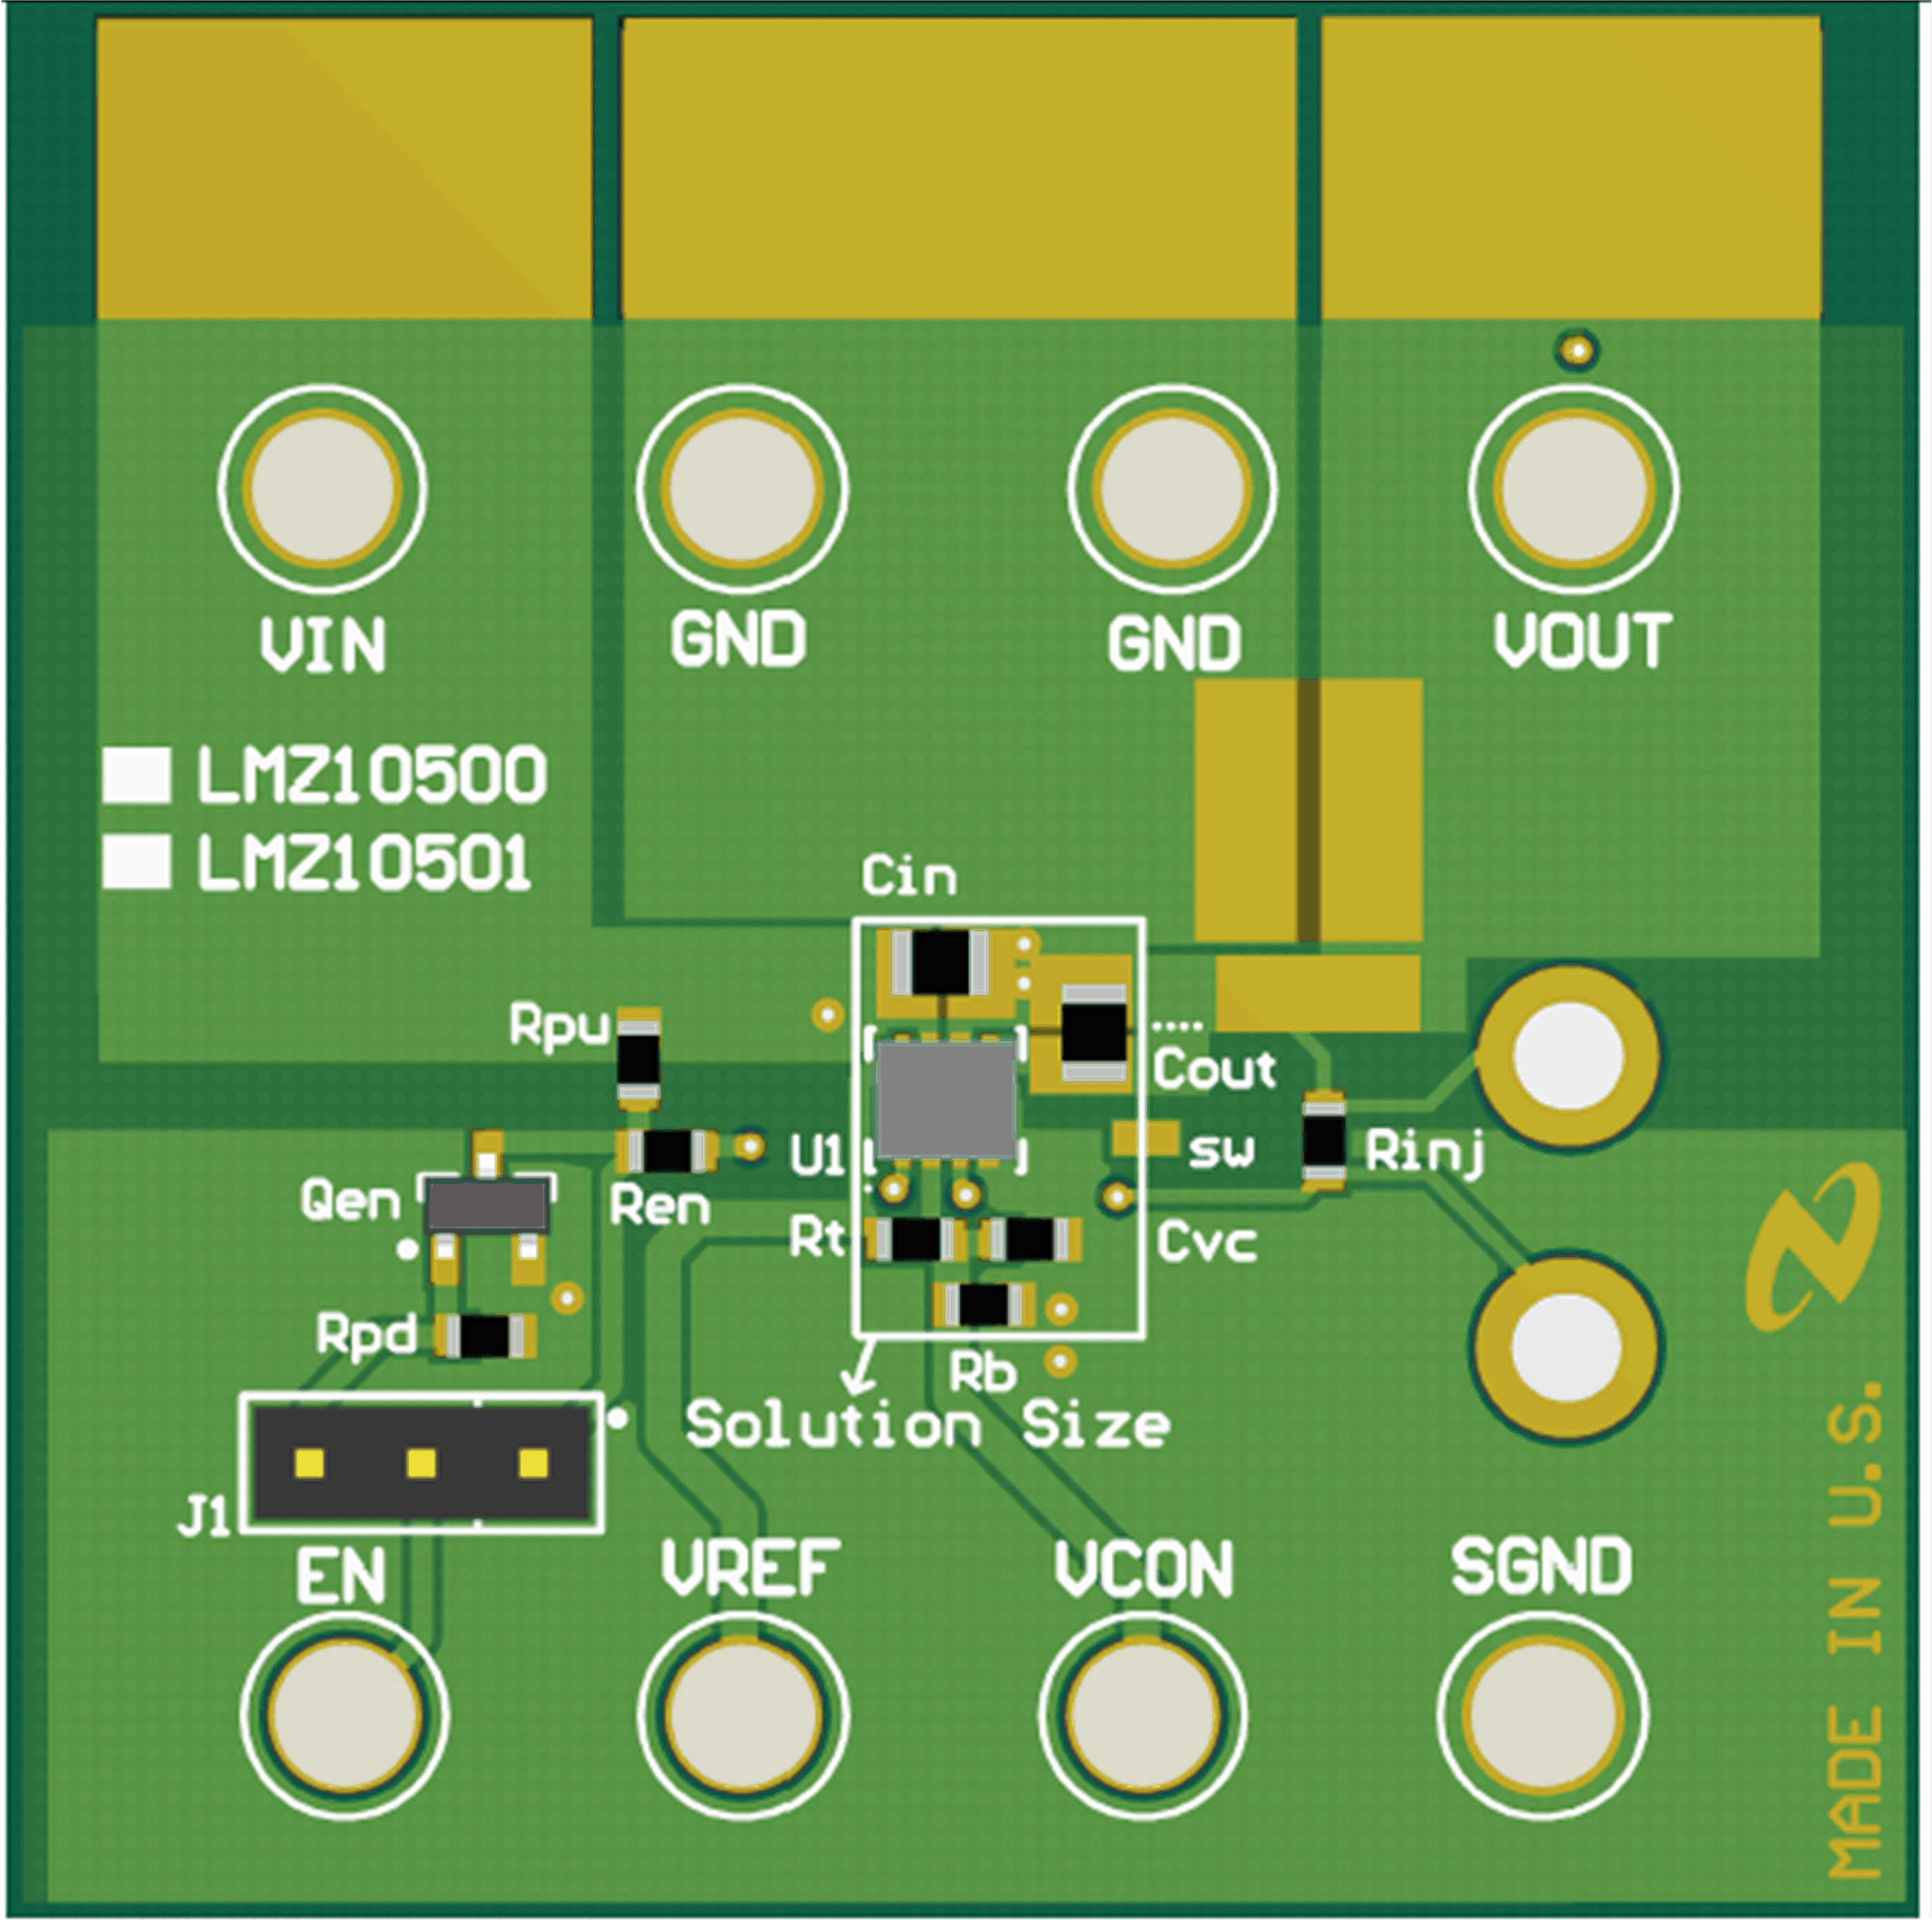 VIN
GND
GND
VOUT
LMZ10500
LMZ10501
Cin
Rpu
Cout
U1
sw
Rinj
Qen
Ren
Rt
Cvc
Rpd
Rb
Solution Size
J1
EN
VREF
VCON
SGND
MADE IN U.S.